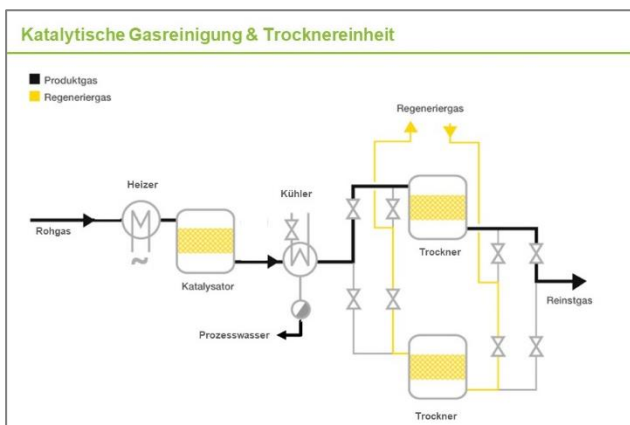 Katalytische Gasreinigung & Trocknereinheit
Produktgas
Regeneriergas
Regeneriergas
Heizer
Kühler
Rohgas
Katalysator
Trockner
Reinstgas
Prozesswasser
Trockner